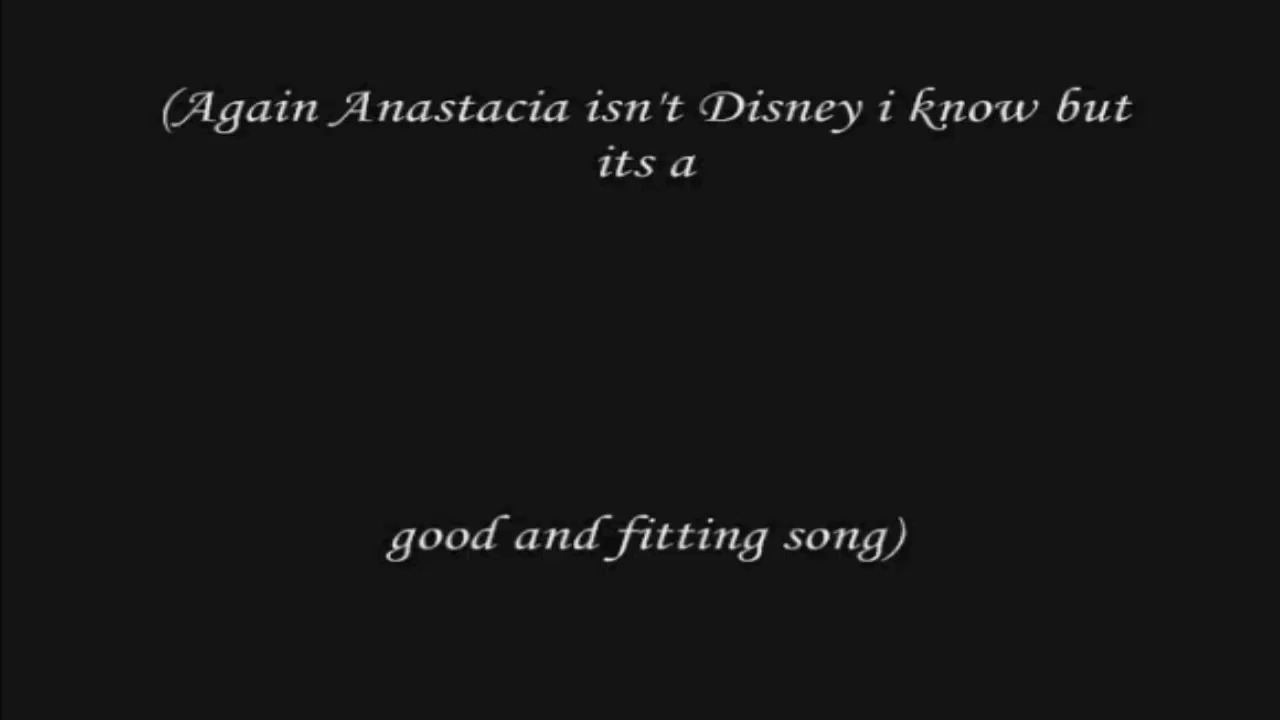 (Again Anastacia isn't Disney i know but
its a
good and fitting song)